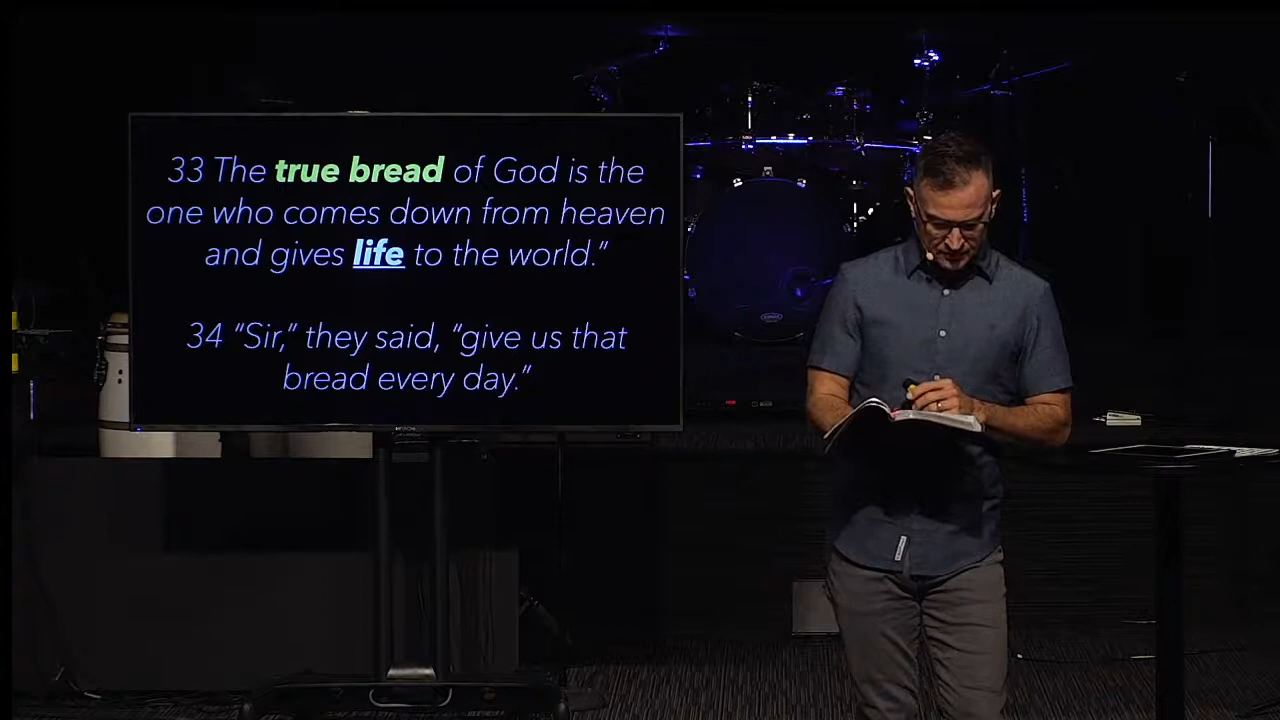 33 The true bread of God is the
one who comes down from heaven
and gives life to the world.”
34 “Sir,” they said, “give us that
bread every day.”